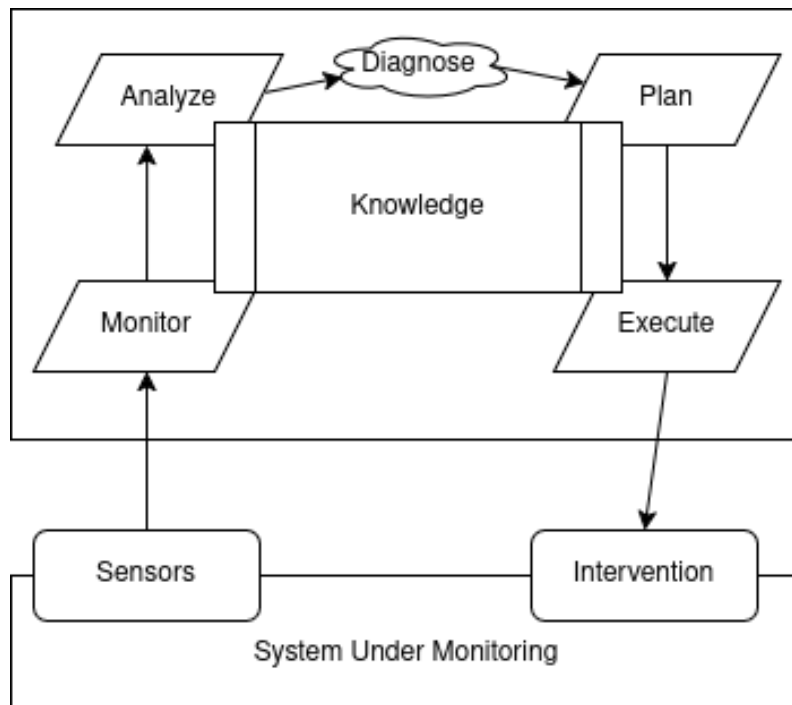 Diagnose
Analyze
Plan
Knowledge
Monitor
Execute
Sensors
Intervention
System Under Monitoring